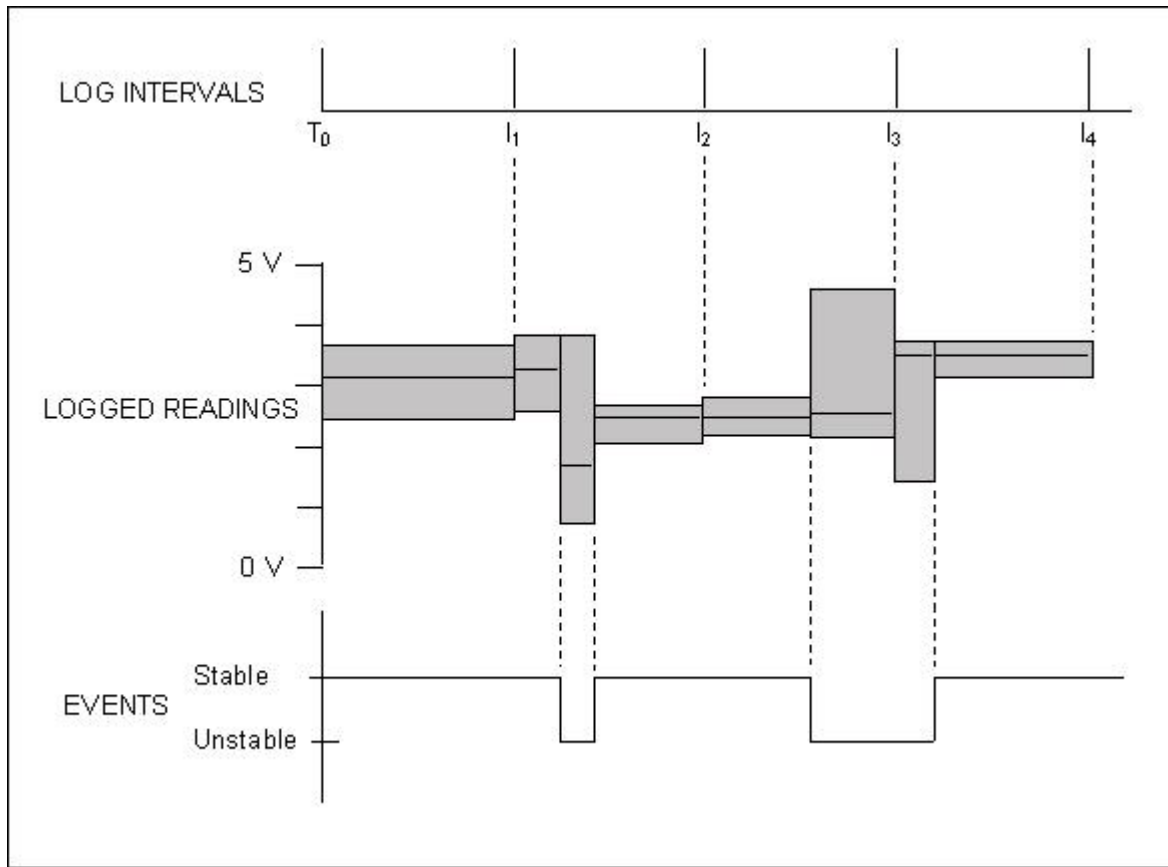 LOG INTERVALS
T0 I1 I2 I3 I4
5 V
LOGGED READINGS
0 V
Stable
EVENTS
Unstable